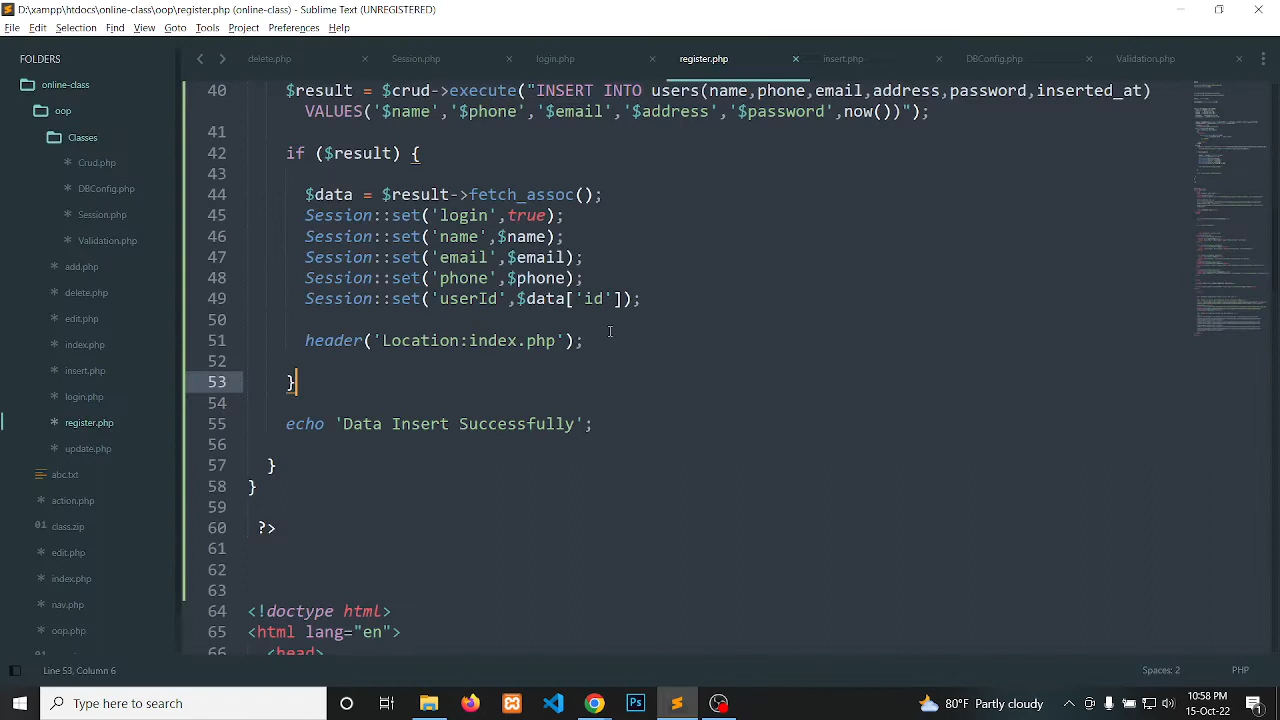 D:\xampp\htdocs\online-class\oop\register.php (online-class) - Sublime Text (UNREGISTERED)
File Edit Selection Find View Goto Tools Project Preferences Help
FOLDERS
online-class
oop
Cases
Crud.php
DBConfig.php
Session.php
Validation.php
add.php
delete.php
edit.php
index.php
insert.php
login.php
register.php
update.php
abc.txt
action.php
class.zip
edit.php
index.php
nav.php
oop.php
delete.php Session.php login.php register.php insert.php DBConfig.php Validation.php
40 $result = $crud->execute("INSERT INTO users(name,phone,email,address,password,inserted_at)
VALUES('$name','$phone','$email','$address','$password',now())");
41
42 if ($result) {
43
44 $data = $result->fetch_assoc();
45 Session::set('login',true);
46 Session::set('name',$name);
47 Session::set('email',$email);
48 Session::set('phone',$phone);
49 Session::set('userId',$data['id']);
50
51 header('Location:index.php');
52
53 }
54
55 echo 'Data Insert Successfully';
56
57 }
58 }
59
60 ?>
61
62
63
64 <!doctype html>
65 <html lang="en">
66 <head>
Line 53, Column 6
Spaces: 2 PHP
Type here to search
Ps
80°F Partly cloudy
10:58 PM
15-Oct-22